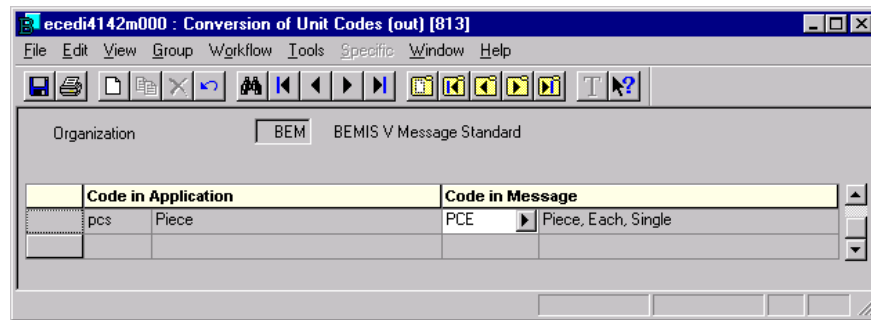 ecedi4142m000 : Conversion of Unit Codes (out) [813]
File Edit View Group Workflow Tools Specific Window Help
Organization BEM BEMIS V Message Standard
Code in Application Code in Message
pcs Piece PCE Piece, Each, Single